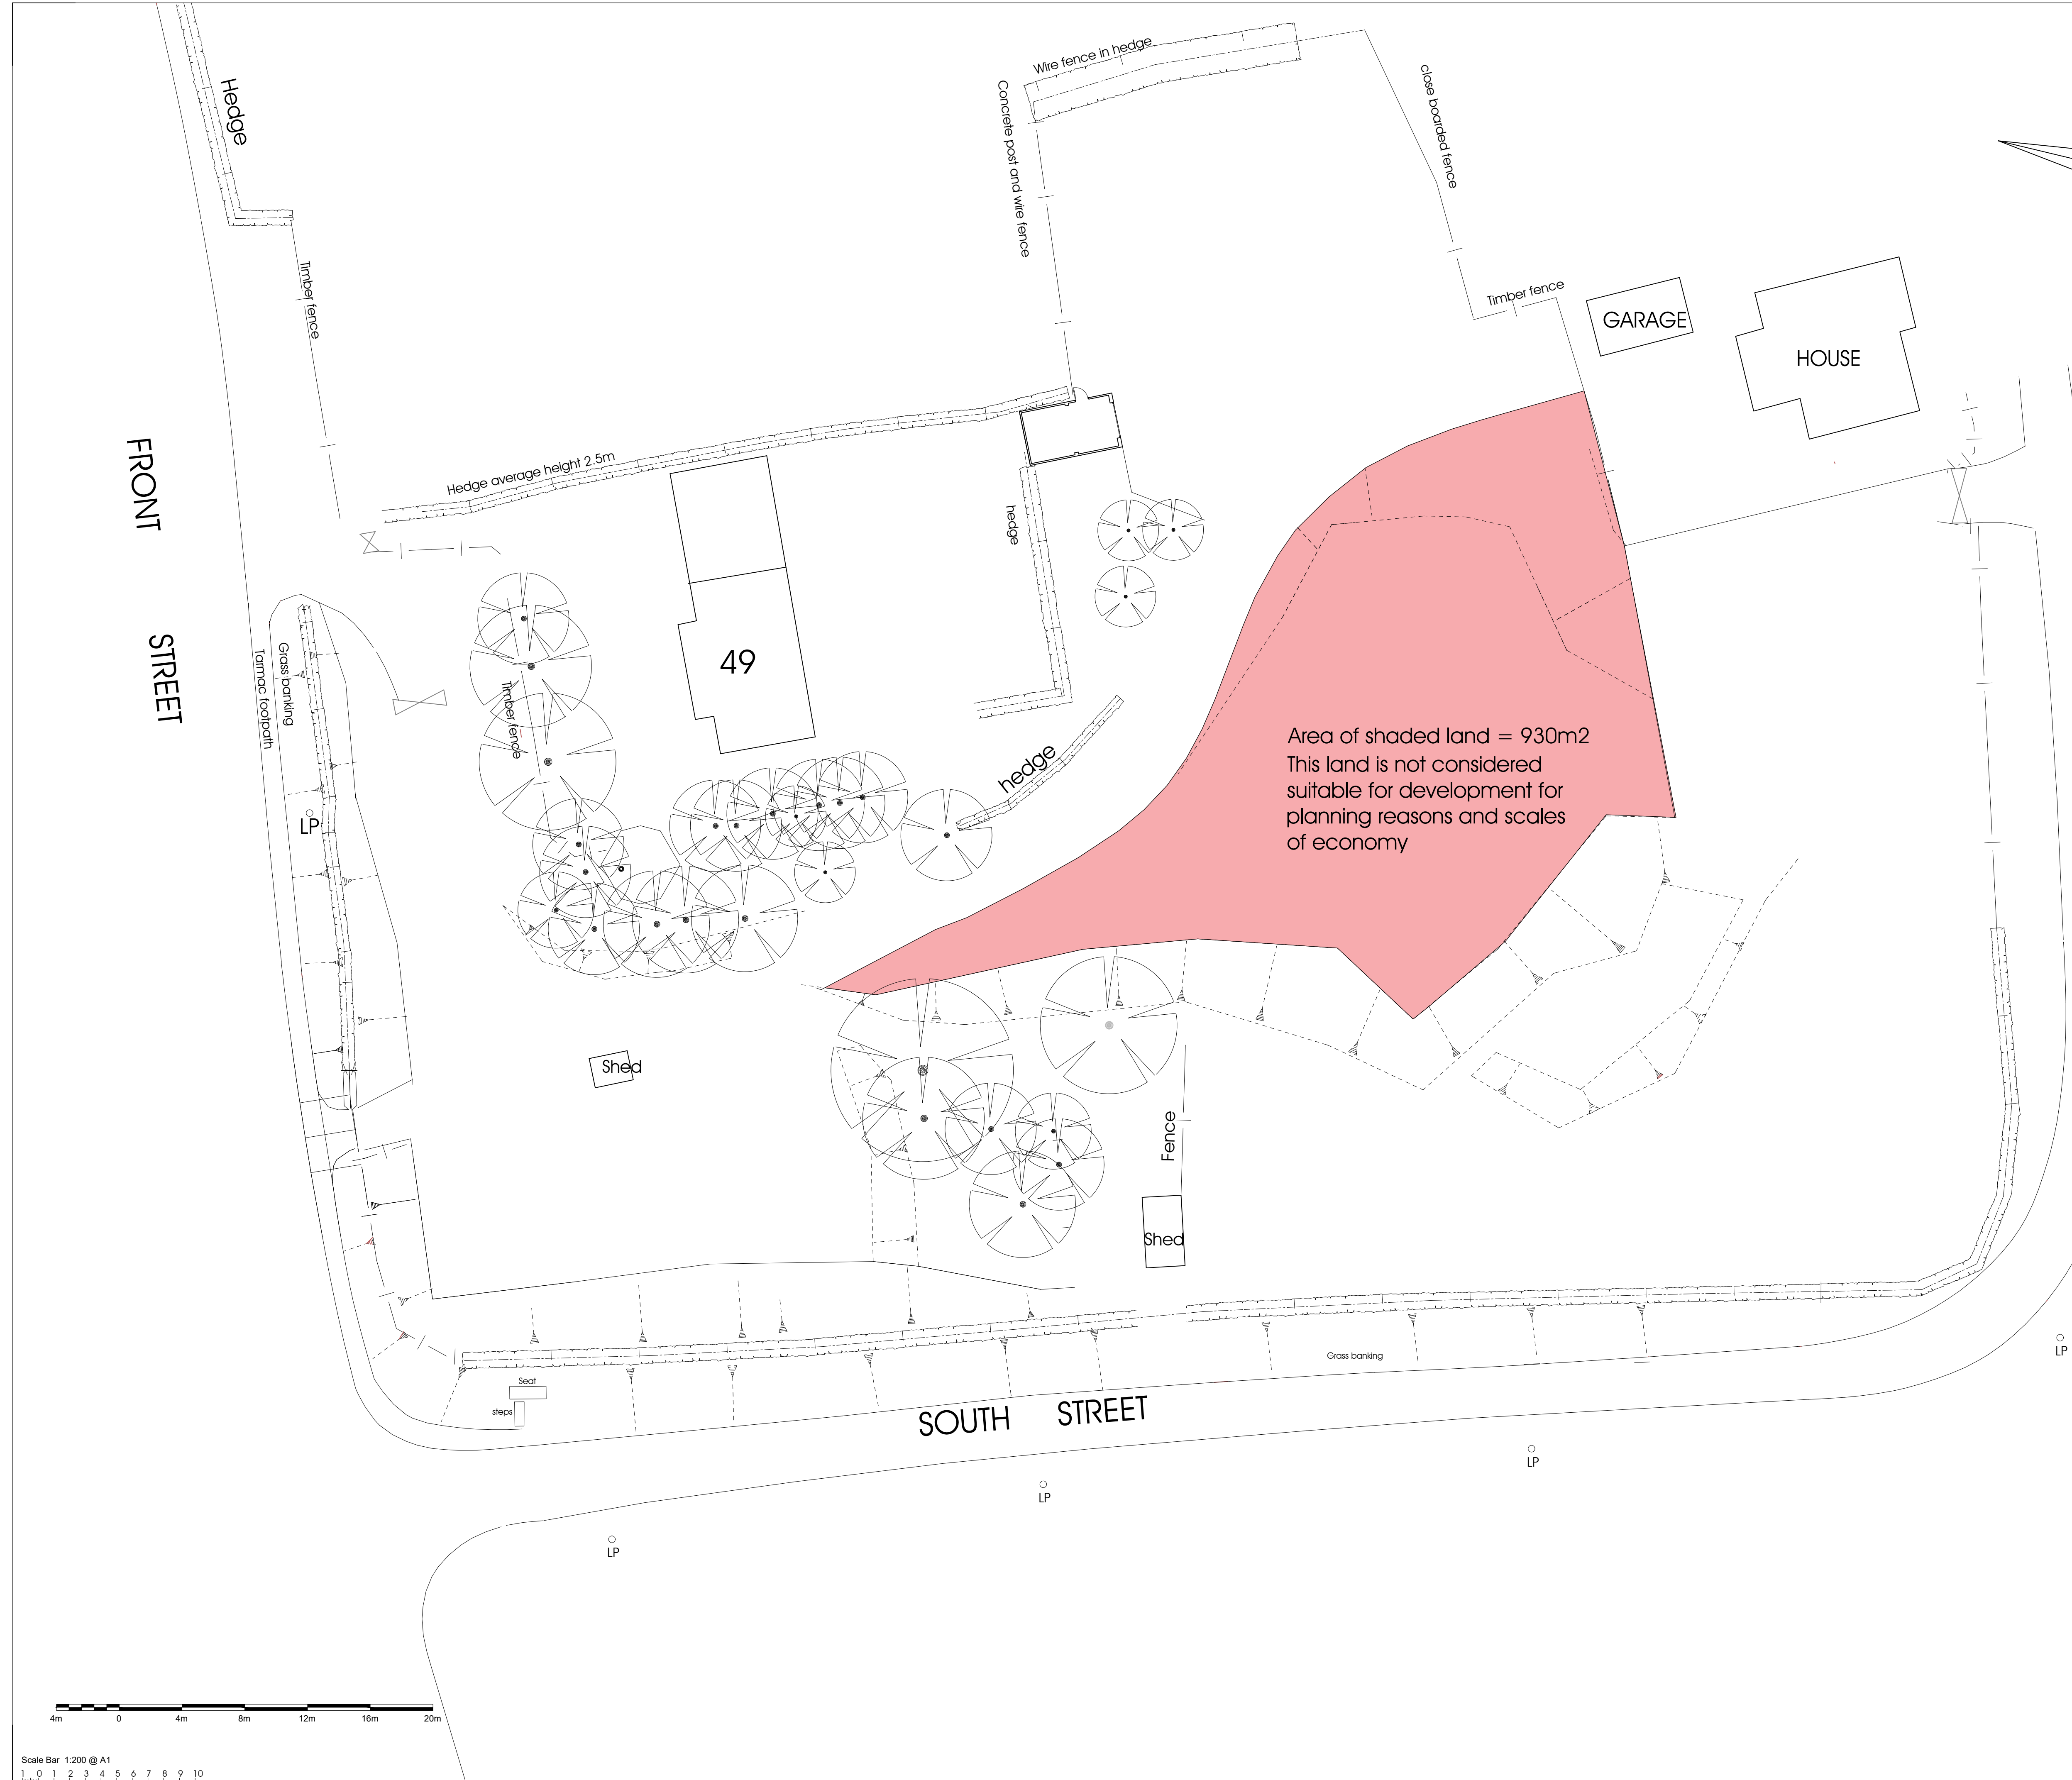 Wire fence in hedge
Hedge
Concrete post and wire fence
close boarded fence
Timber fence
Timber fence
GARAGE
HOUSE
FRONT
STREET
Hedge average height 2.5m
hedge
49
Grass banking
Tarmac footpath
Timber fence
hedge
LP
Area of shaded land = 930m2
This land is not considered
suitable for development for
planning reasons and scales
of economy
Shed
Fence
Shed
Grass banking
Seat
steps
SOUTH STREET
LP
LP
LP
LP
4m 0 4m 8m 12m 16m 20m
Scale Bar 1:200 @ A1
1 0 1 2 3 4 5 6 7 8 9 10